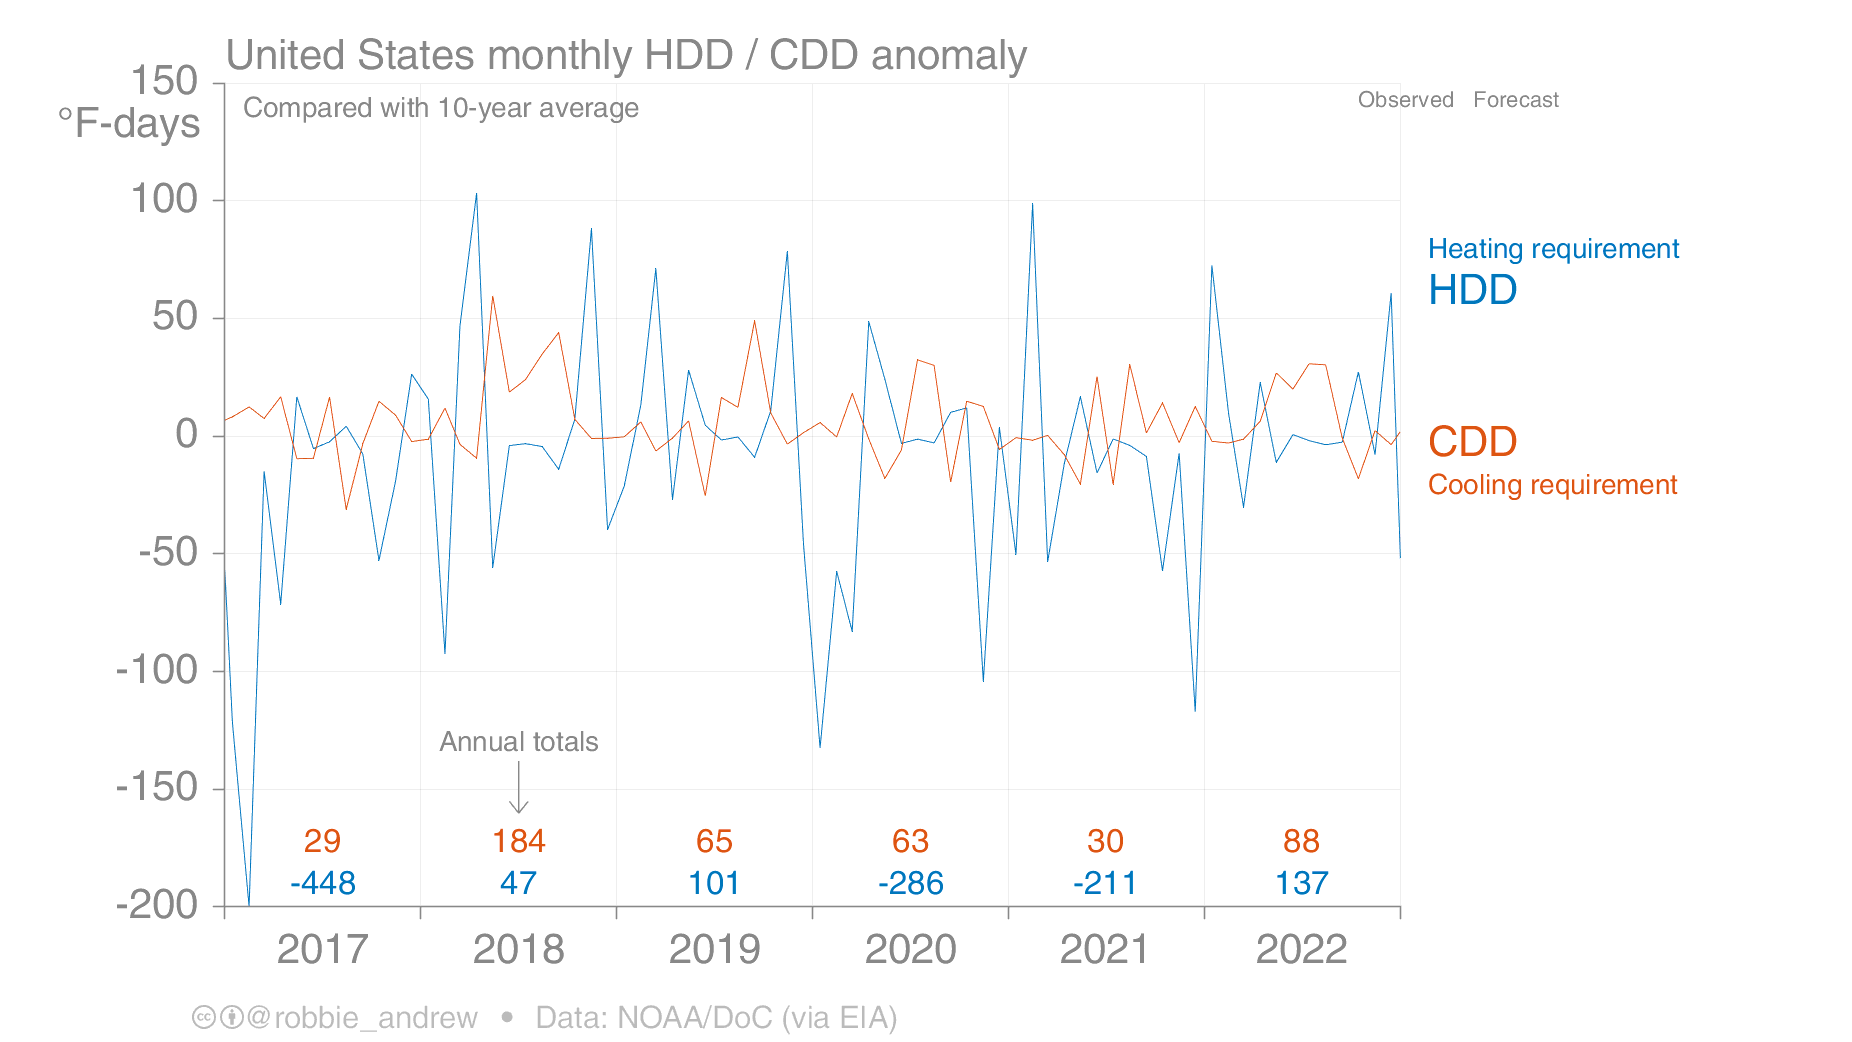 United States monthly HDD / CDD anomaly
150
°F-days
Compared with 10-year average
Observed Forecast
100
Heating requirement
HDD
50
0
CDD
Cooling requirement
-50
-100
Annual totals
-150
29 184 65 63 30 88
-448 47 101 -286 -211 137
-200
2017 2018 2019 2020 2021 2022
cc @robbie_andrew • Data: NOAA/DoC (via EIA)